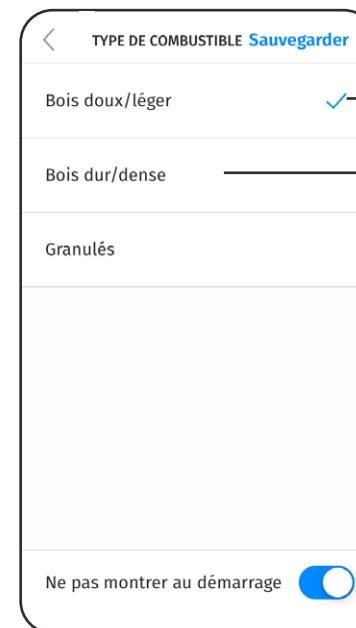 TYPE DE COMBUSTIBLE Sauvegarder
Bois doux/léger
Bois dur/dense
Granulés
Ne pas montrer au démarrage